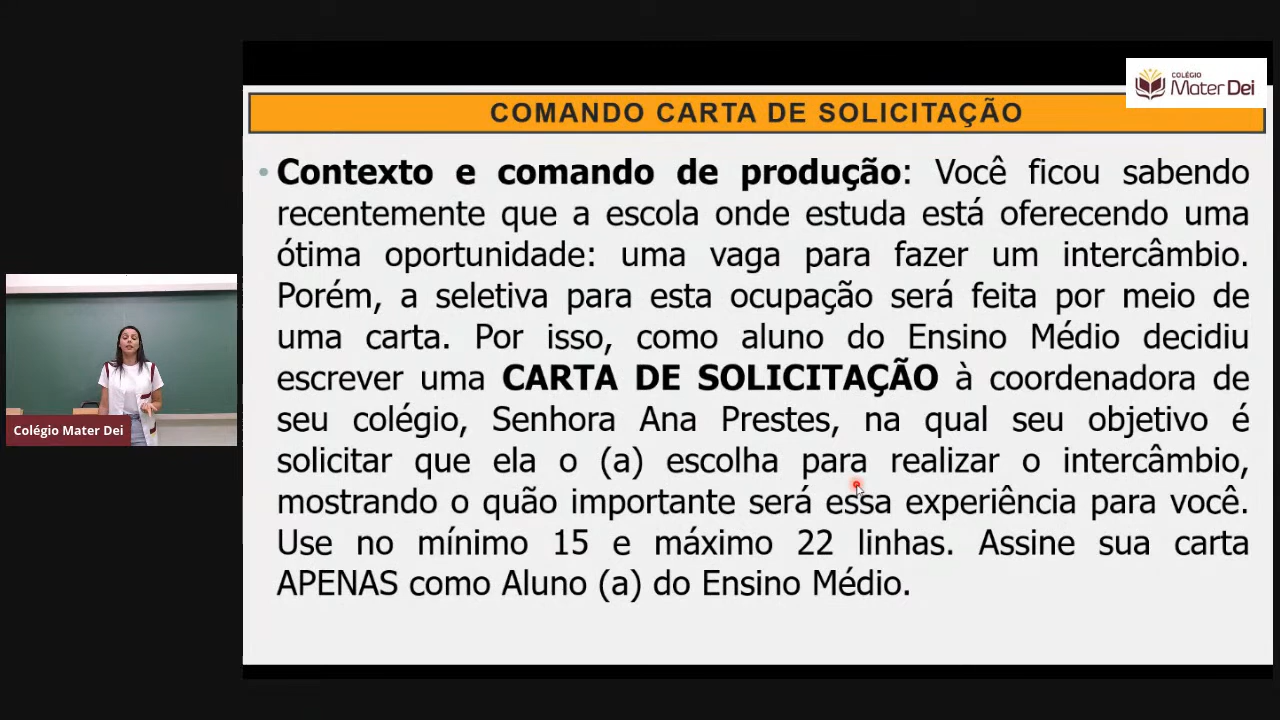 COLÉGIO
Mater Dei
COMANDO CARTA DE SOLICITAÇÃO
• Contexto e comando de produção: Você ficou sabendo
recentemente que a escola onde estuda está oferecendo uma
ótima oportunidade: uma vaga para fazer um intercâmbio.
Porém, a seletiva para esta ocupação será feita por meio de
uma carta. Por isso, como aluno do Ensino Médio decidiu
escrever uma CARTA DE SOLICITAÇÃO à coordenadora de
seu colégio, Senhora Ana Prestes, na qual seu objetivo é
solicitar que ela o (a) escolha para realizar o intercâmbio,
mostrando o quão importante será essa experiência para você.
Use no mínimo 15 e máximo 22 linhas. Assine sua carta
APENAS como Aluno (a) do Ensino Médio.
Colégio Mater Dei